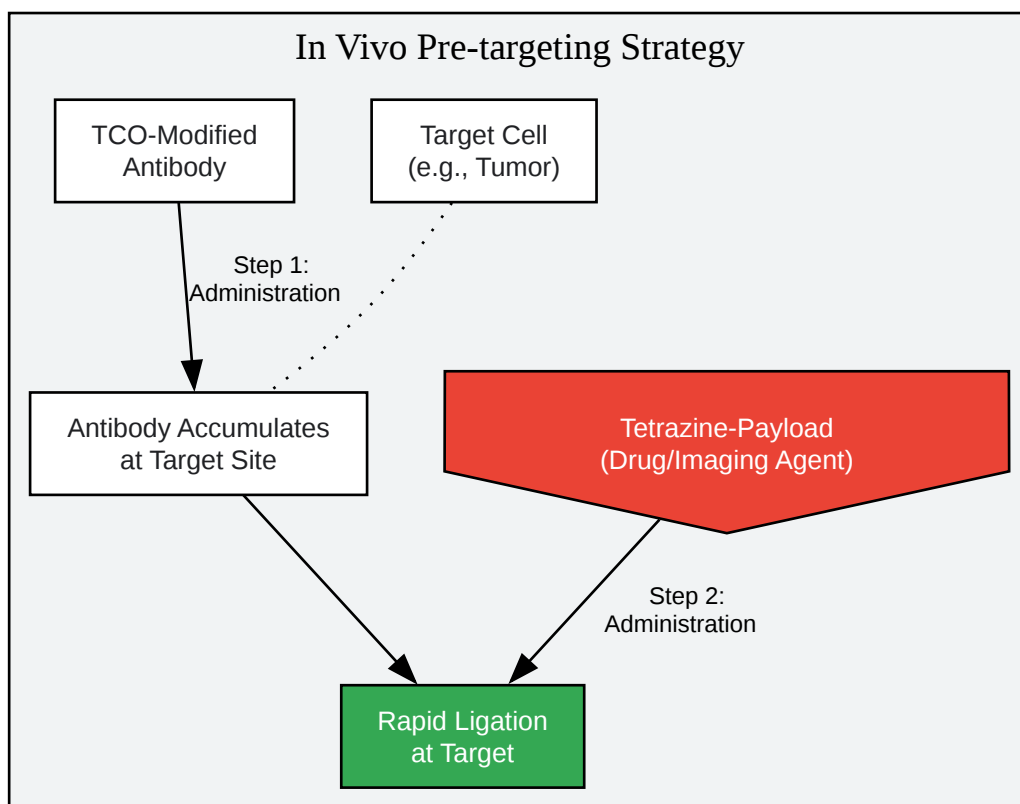 In Vivo Pre-targeting Strategy
TCO-Modified
Antibody
Target Cell
(e.g., Tumor)
Step 1:
Administration
Antibody Accumulates
at Target Site
Tetrazine-Payload
(Drug/Imaging Agent)
Step 2:
Administration
Rapid Ligation
at Target